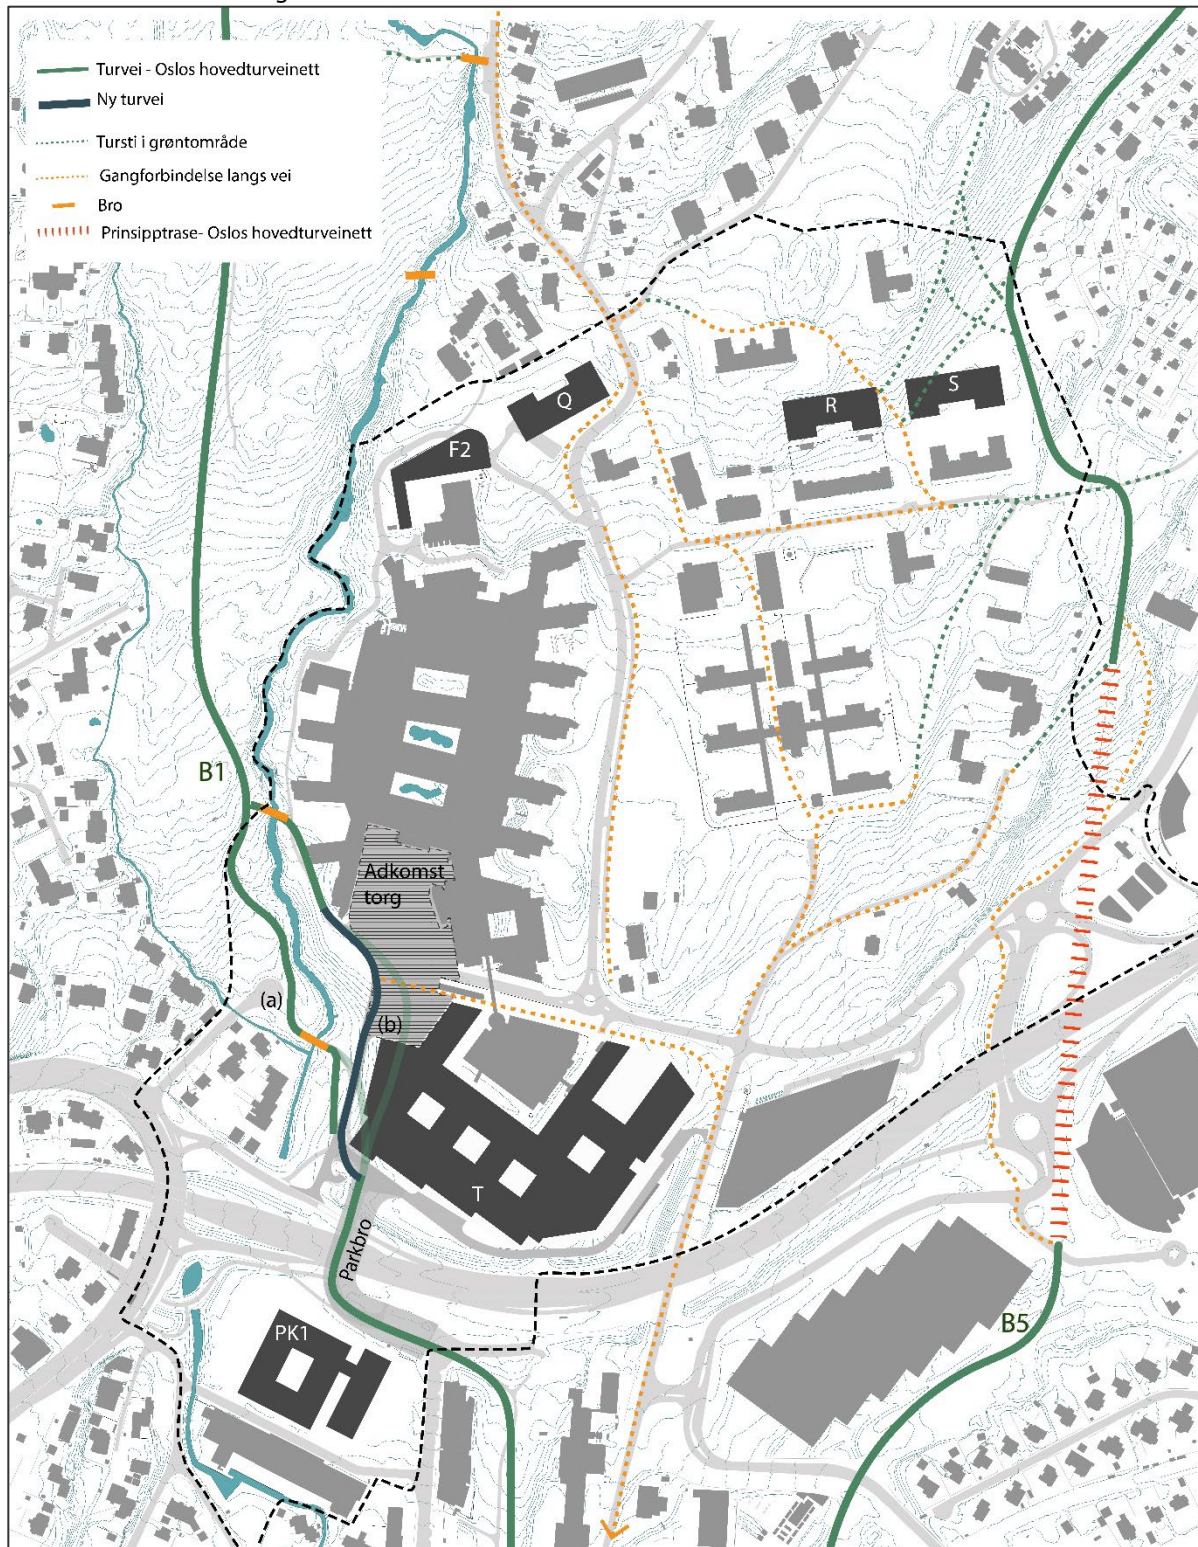 Turvei - Oslos hovedturveinett
Ny turvei
Tursti i grøntområde
Gangforbindelse langs vei
Bro
Prinsipptrase- Oslos hovedturveinett
Q
F2
R
S
B1
Adkomst
torg
(a)
(b)
T
Parkbro
PK1
B5